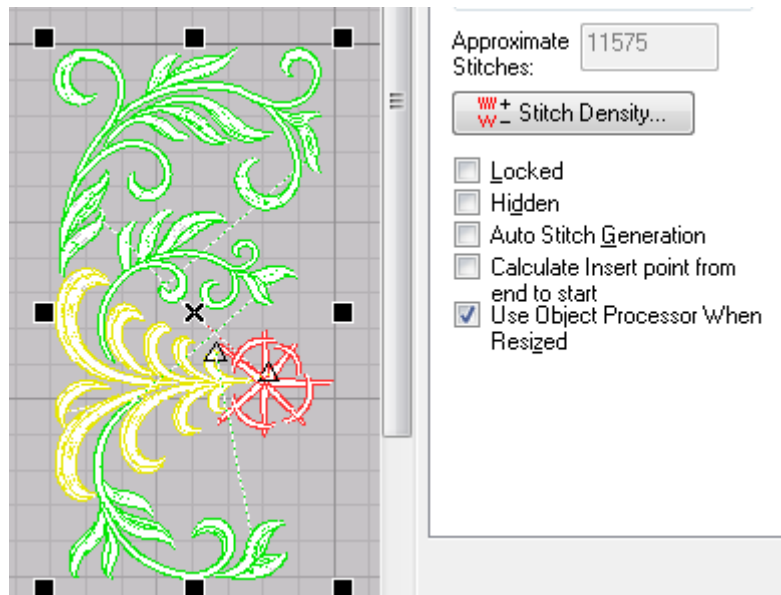 Approximate 11575
Stitches:
Stitch Density...
Locked
Hidden
Auto Stitch Generation
Calculate Insert point from
end to start
Use Object Processor When
Resized